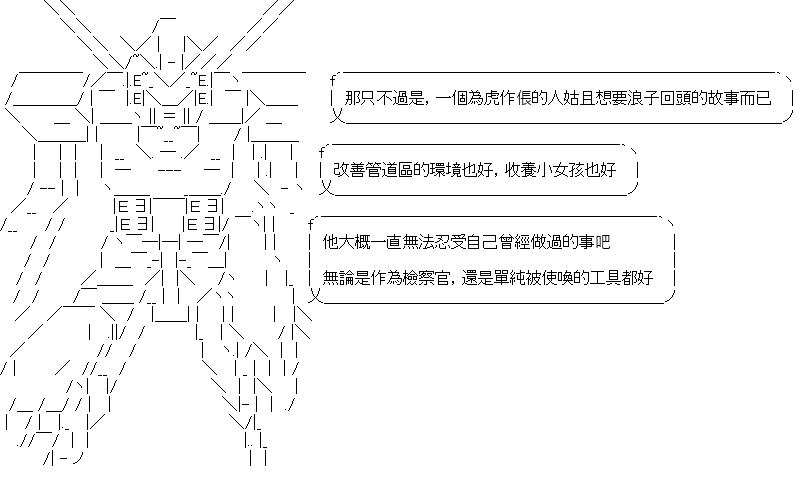 那只不過是，一個為虎作倀的人姑且想要浪子回頭的故事而已
改善管道區的環境也好，收養小女孩也好
他大概一直無法忍受自己曾經做過的事吧
無論是作為檢察官，還是單純被使喚的工具都好